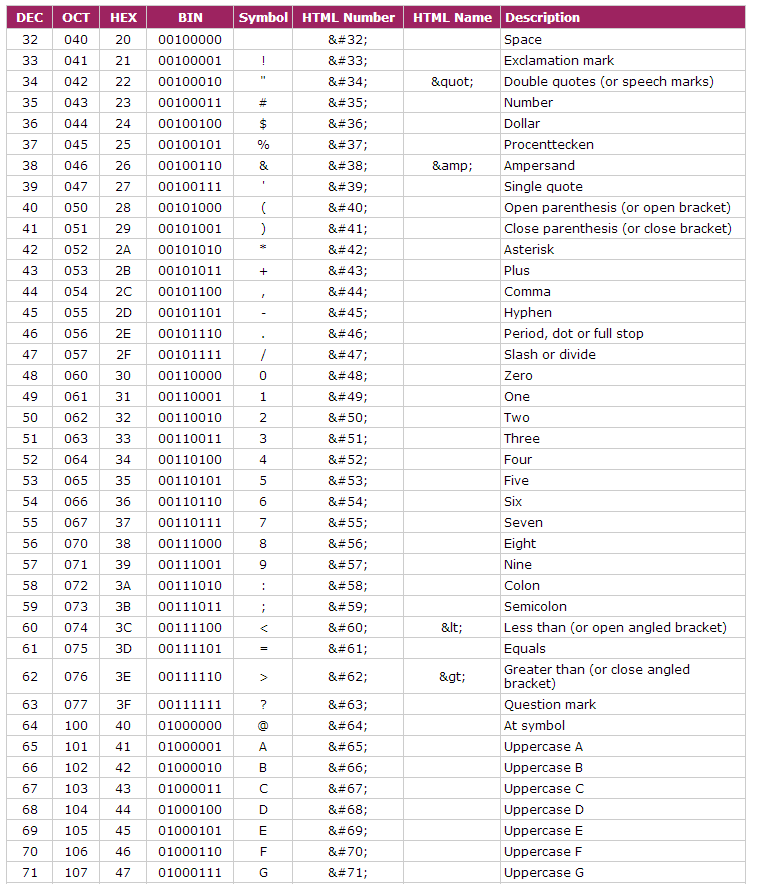 DEC OCT HEX BIN Symbol HTML Number HTML Name Description
32 040 20 00100000 &#32; Space
33 041 21 00100001 ! &#33; Exclamation mark
34 042 22 00100010 " &#34; &quot; Double quotes (or speech marks)
35 043 23 00100011 # &#35; Number
36 044 24 00100100 $ &#36; Dollar
37 045 25 00100101 % &#37; Procenttecken
38 046 26 00100110 & &#38; &amp; Ampersand
39 047 27 00100111 ' &#39; Single quote
40 050 28 00101000 ( &#40; Open parenthesis (or open bracket)
41 051 29 00101001 ) &#41; Close parenthesis (or close bracket)
42 052 2A 00101010 * &#42; Asterisk
43 053 2B 00101011 + &#43; Plus
44 054 2C 00101100 , &#44; Comma
45 055 2D 00101101 - &#45; Hyphen
46 056 2E 00101110 . &#46; Period, dot or full stop
47 057 2F 00101111 / &#47; Slash or divide
48 060 30 00110000 0 &#48; Zero
49 061 31 00110001 1 &#49; One
50 062 32 00110010 2 &#50; Two
51 063 33 00110011 3 &#51; Three
52 064 34 00110100 4 &#52; Four
53 065 35 00110101 5 &#53; Five
54 066 36 00110110 6 &#54; Six
55 067 37 00110111 7 &#55; Seven
56 070 38 00111000 8 &#56; Eight
57 071 39 00111001 9 &#57; Nine
58 072 3A 00111010 : &#58; Colon
59 073 3B 00111011 ; &#59; Semicolon
60 074 3C 00111100 < &#60; &lt; Less than (or open angled bracket)
61 075 3D 00111101 = &#61; Equals
62 076 3E 00111110 > &#62; &gt; Greater than (or close angled
bracket)
63 077 3F 00111111 ? &#63; Question mark
64 100 40 01000000 @ &#64; At symbol
65 101 41 01000001 A &#65; Uppercase A
66 102 42 01000010 B &#66; Uppercase B
67 103 43 01000011 C &#67; Uppercase C
68 104 44 01000100 D &#68; Uppercase D
69 105 45 01000101 E &#69; Uppercase E
70 106 46 01000110 F &#70; Uppercase F
71 107 47 01000111 G &#71; Uppercase G